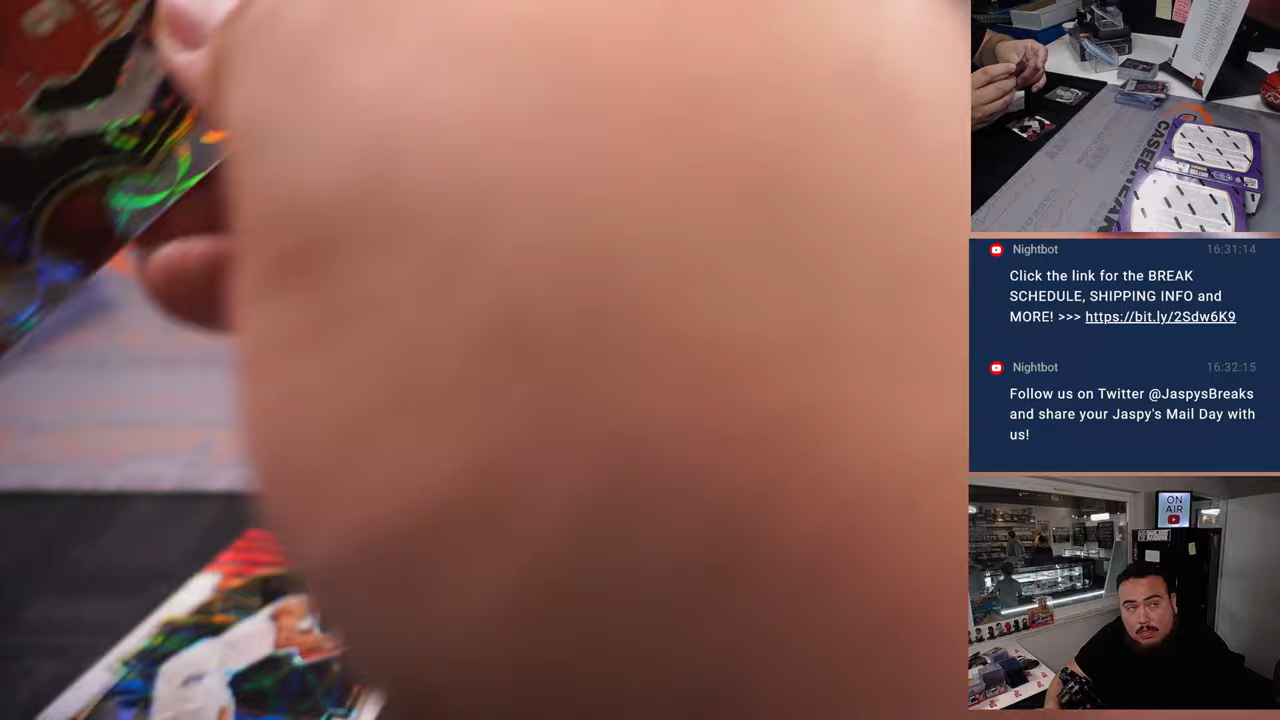 Nightbot 16:31:14
Click the link for the BREAK
SCHEDULE, SHIPPING INFO and
MORE! >>> https://bit.ly/2Sdw6K9
Nightbot 16:32:15
Follow us on Twitter @JaspysBreaks
and share your Jaspy's Mail Day with
us!
ON
AIR